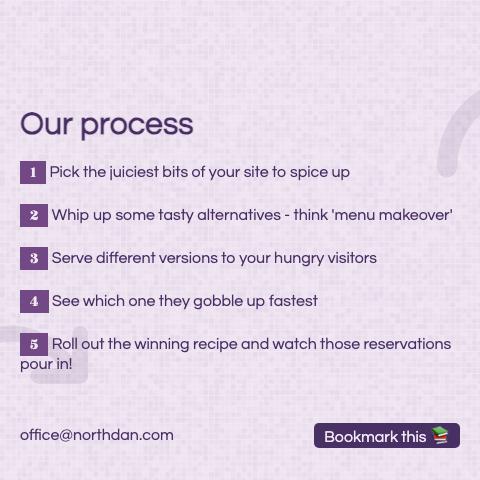 Our process
1 Pick the juiciest bits of your site to spice up
2 Whip up some tasty alternatives - think 'menu makeover'
3 Serve different versions to your hungry visitors
4 See which one they gobble up fastest
5 Roll out the winning recipe and watch those reservations
pour in!
office@northdan.com
Bookmark this 📚